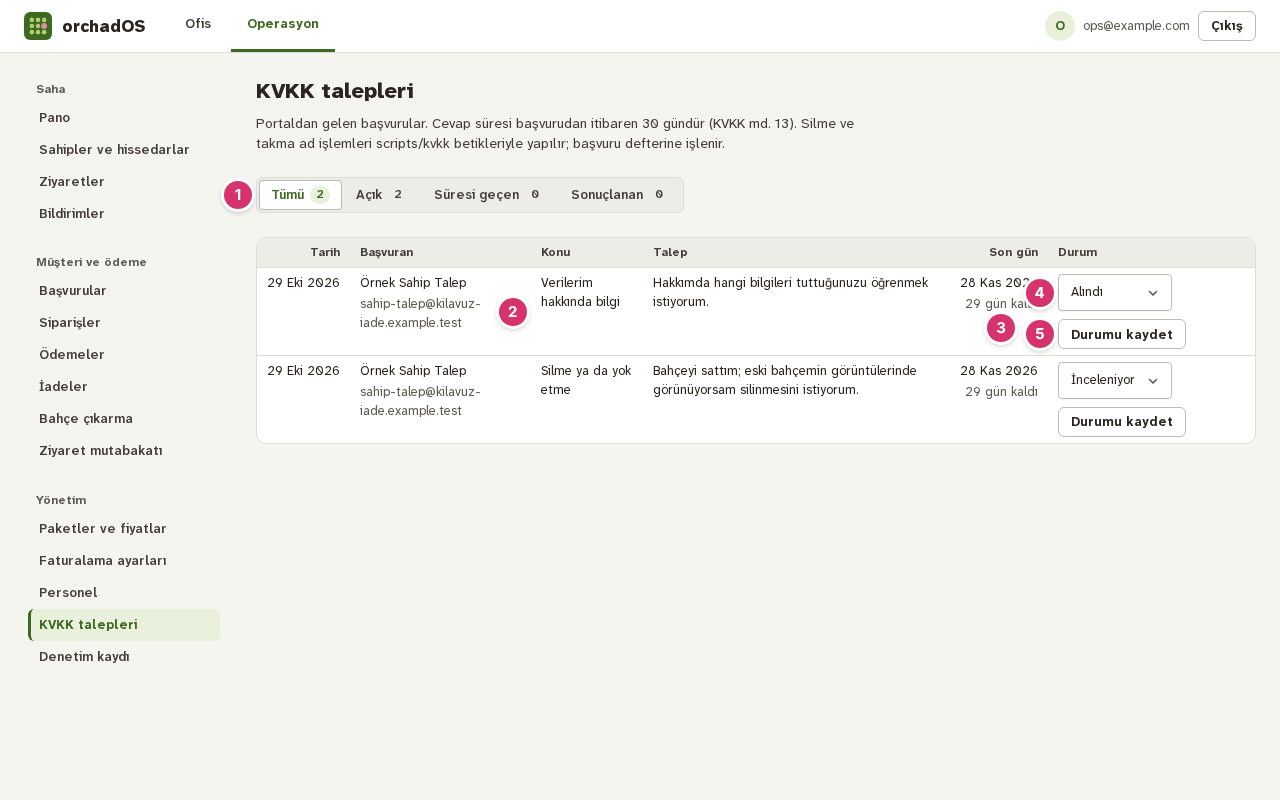 orchadOS
Ofis
Operasyon
O
ops@example.com
Çıkış
Saha
Pano
Sahipler ve hissedarlar
Ziyaretler
Bildirimler
Müşteri ve ödeme
Başvurular
Siparişler
Ödemeler
İadeler
Bahçe çıkarma
Ziyaret mutabakatı
Yönetim
Paketler ve fiyatlar
Faturalama ayarları
Personel
KVKK talepleri
Denetim kaydı
KVKK talepleri
Portaldan gelen başvurular. Cevap süresi başvurudan itibaren 30 gündür (KVKK md. 13). Silme ve
takma ad işlemleri scripts/kvkk betikleriyle yapılır; başvuru defterine işlenir.
1
Tümü 2
Açık 2
Süresi geçen 0
Sonuçlanan 0
Tarih
Başvuran
Konu
Talep
Son gün
Durum
29 Eki 2026
Örnek Sahip Talep
sahip-talep@kilavuz-
iade.example.test
2
Verilerim
hakkında bilgi
Hakkımda hangi bilgileri tuttuğunuzu öğrenmek
istiyorum.
28 Kas
29 gün
3
4
Alındı
5
Durumu kaydet
29 Eki 2026
Örnek Sahip Talep
sahip-talep@kilavuz-
iade.example.test
Silme ya da yok
etme
Bahçeyi sattım; eski bahçemin görüntülerinde
görünüyorsam silinmesini istiyorum.
28 Kas 2026
29 gün kaldı
İnceleniyor
Durumu kaydet